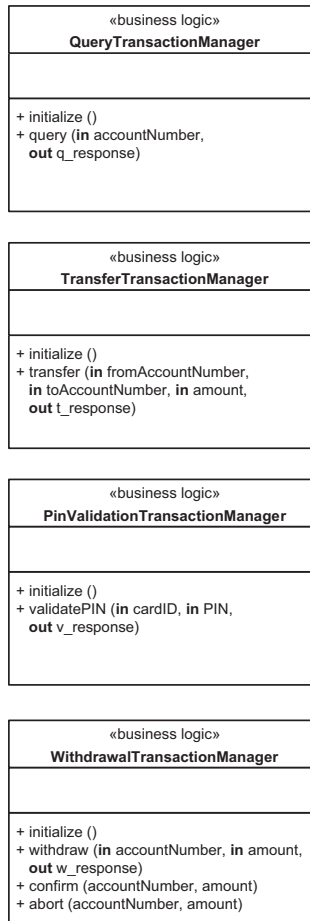 «business logic»
QueryTransactionManager
+ initialize ()
+ query (in accountNumber,
out q_response)
«business logic»
TransferTransactionManager
+ initialize ()
+ transfer (in fromAccountNumber,
in toAccountNumber, in amount,
out t_response)
«business logic»
PinValidationTransactionManager
+ initialize ()
+ validatePIN (in cardID, in PIN,
out v_response)
«business logic»
WithdrawalTransactionManager
+ initialize ()
+ withdraw (in accountNumber, in amount,
out w_response)
+ confirm (accountNumber, amount)
+ abort (accountNumber, amount)